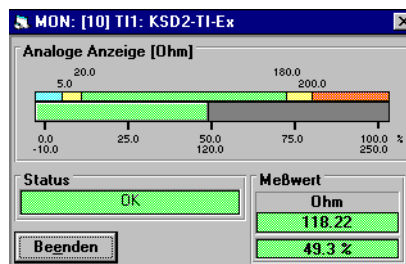 MON: [10] TI1: KSD2-TI-Ex
Analoge Anzeige [Ohm]
20.0 180.0
5.0 200.0
0.0 25.0 50.0 75.0 100.0 %
-10.0 120.0 250.0
Status
OK
Meßwert
Ohm
118.22
49.3 %
Beenden